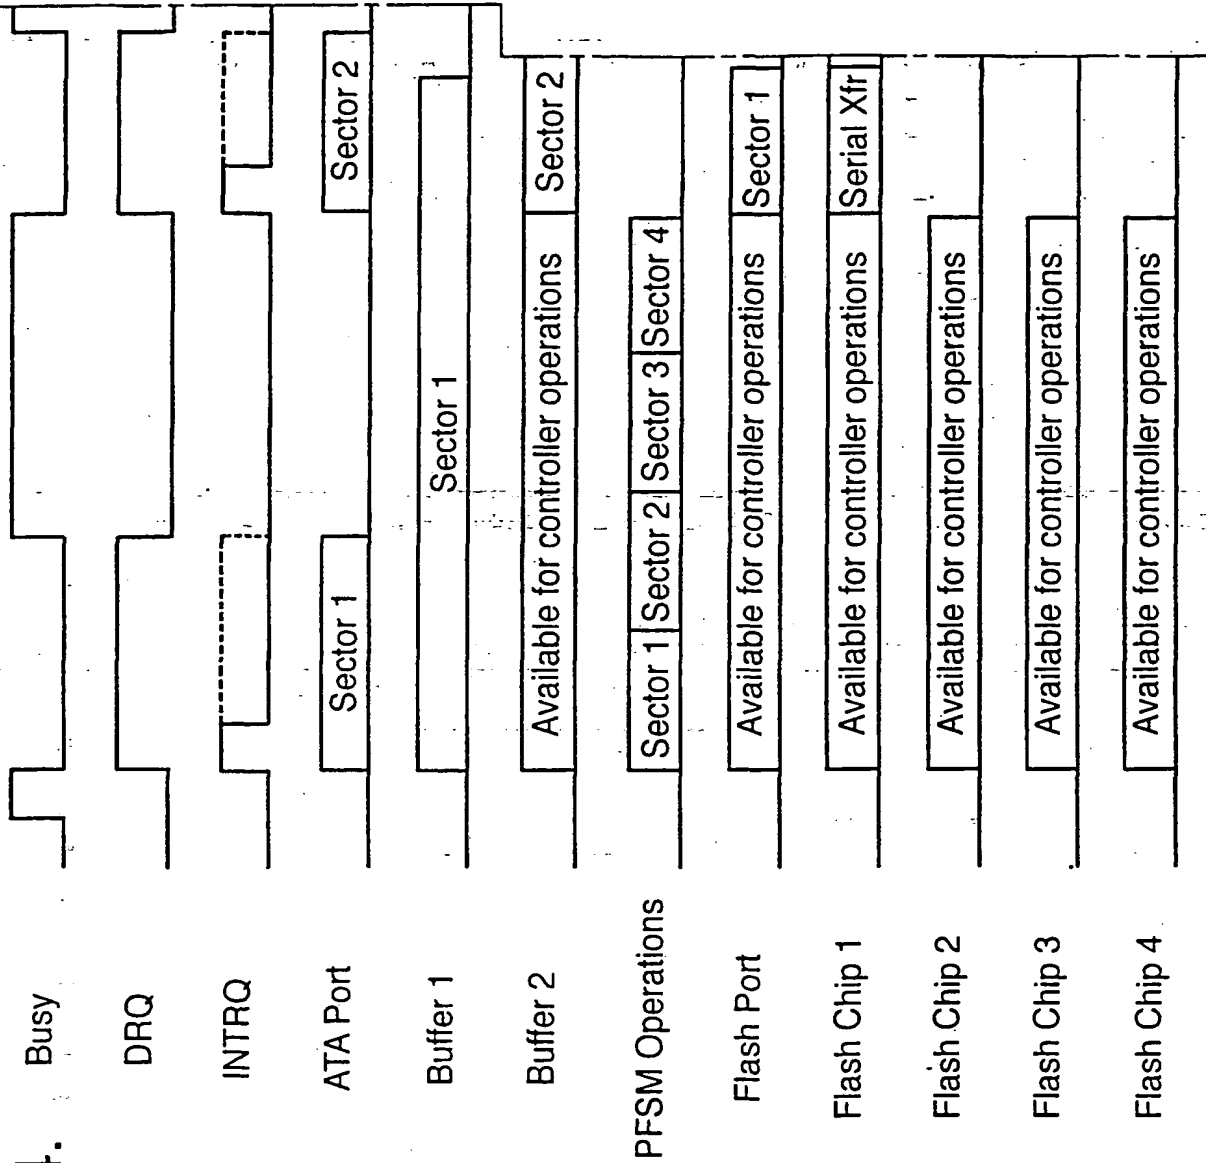 4.
Busy
DRQ
INTRQ
ATA Port
Sector 1
Sector 2
Buffer 1
Sector 1
Buffer 2
Available for controller operations
Sector 2
PFSM Operations
Sector 1
Sector 2
Sector 3
Sector 4
Flash Port
Available for controller operations
Sector 1
Flash Chip 1
Available for controller operations
Serial Xfr
Flash Chip 2
Available for controller operations
Flash Chip 3
Available for controller operations
Flash Chip 4
Available for controller operations